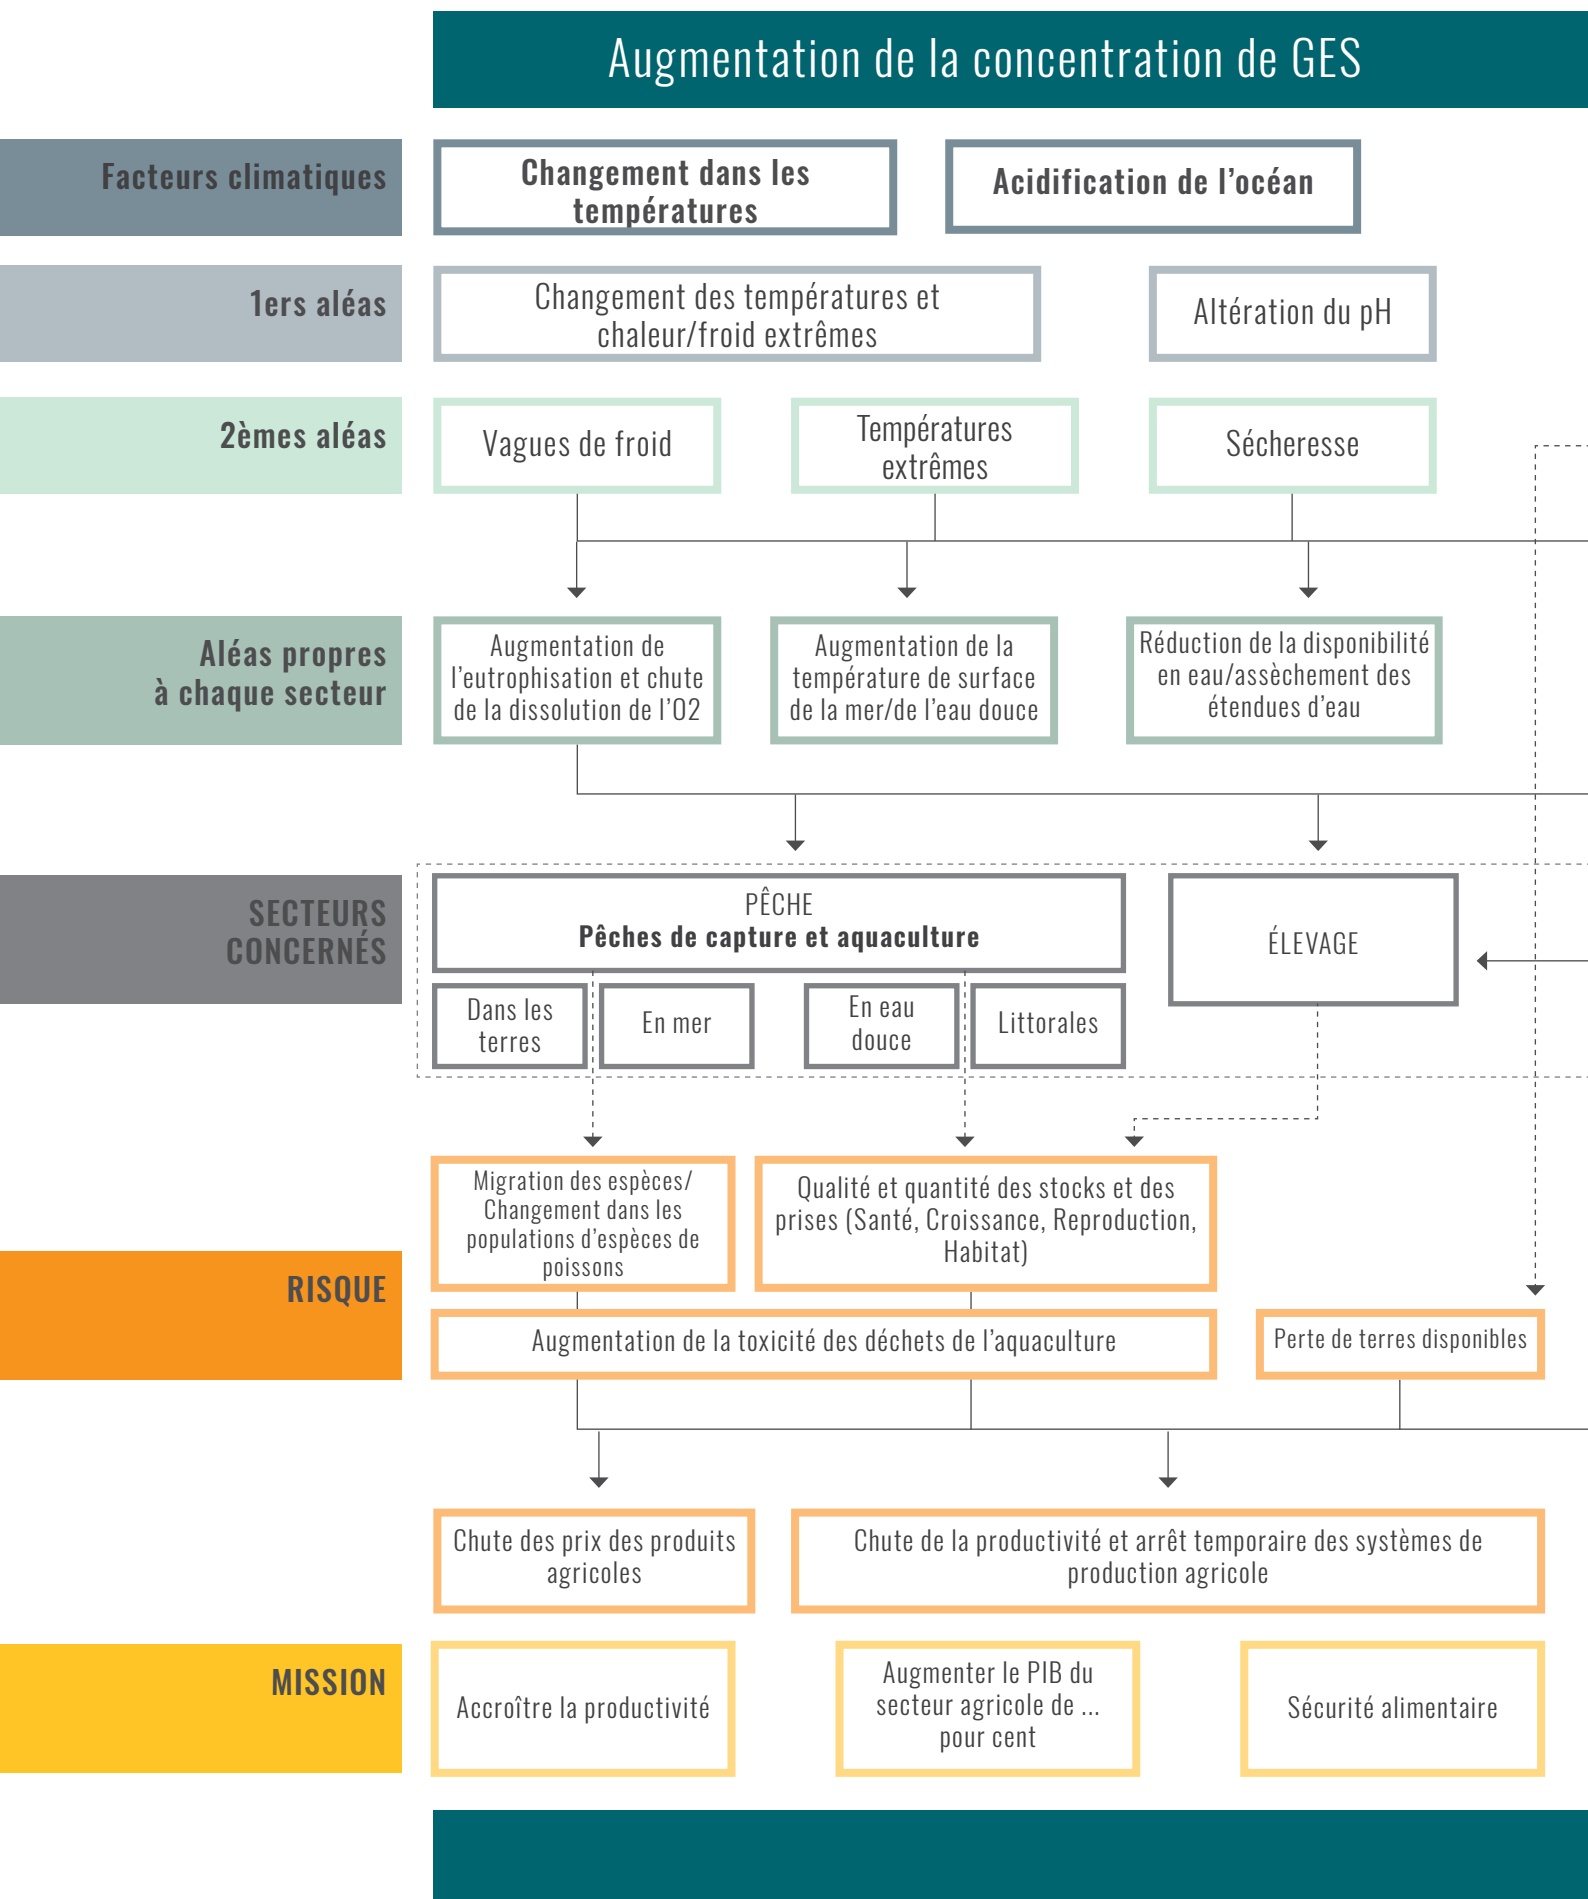 Augmentation de la concentration de GES
Facteurs climatiques
Changement dans les
températures
Acidification de l'océan
1ers aléas
Changement des températures et
chaleur/froid extrêmes
Altération du pH
2èmes aléas
Vagues de froid
Températures
extrêmes
Sécheresse
Aléas propres
à chaque secteur
Augmentation de
l'eutrophisation et chute
de la dissolution de l'O2
Augmentation de la
température de surface
de la mer/de l'eau douce
Réduction de la disponibilité
en eau/assèchement des
étendues d'eau
SECTEURS
CONCERNÉS
PÊCHE
Pêches de capture et aquaculture
Dans les
terres
En mer
En eau
douce
Littorales
ÉLEVAGE
RISQUE
Migration des espèces/
Changement dans les
populations d'espèces de
poissons
Qualité et quantité des stocks et des
prises (Santé, Croissance, Reproduction,
Habitat)
Augmentation de la toxicité des déchets de l'aquaculture
Perte de terres disponibles
Chute des prix des produits
agricoles
Chute de la productivité et arrêt temporaire des systèmes de
production agricole
MISSION
Accroître la productivité
Augmenter le PIB du
secteur agricole de ...
pour cent
Sécurité alimentaire